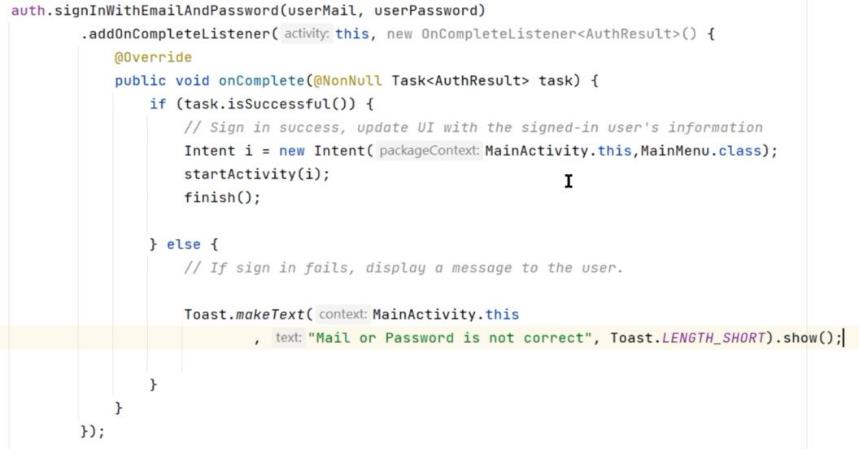 auth.signInWithEmailAndPassword(userMail, userPassword)
.addOnCompleteListener( activity: this, new OnCompleteListener<AuthResult>() {
@Override
public void onComplete(@NonNull Task<AuthResult> task) {
if (task.isSuccessful()) {
// Sign in success, update UI with the signed-in user's information
Intent i = new Intent( packageContext: MainActivity.this,MainMenu.class);
startActivity(i);
finish();
} else {
// If sign in fails, display a message to the user.
Toast.makeText( context: MainActivity.this
, text: "Mail or Password is not correct", Toast.LENGTH_SHORT).show();
}
}
});